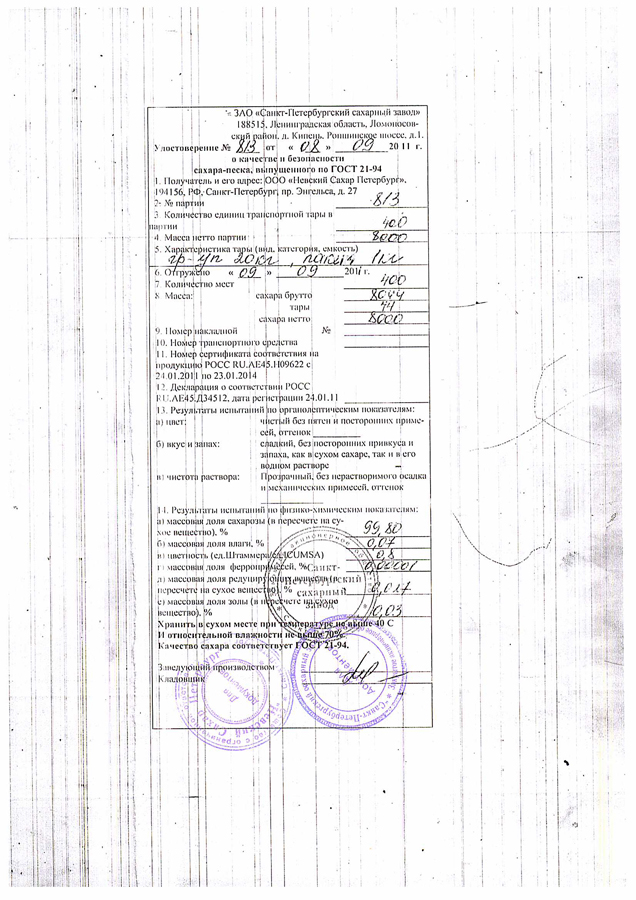 ЗАО «Санкт-Петербургский сахарный завод»
188515, Ленинградская область, Ломоносов-
ский район, д. Кипень, Ропшинское шоссе, д.1.
Удостоверение № 813 от « 08 » 09 2011 г.
о качестве и безопасности
сахара-песка, выпущенного по ГОСТ 21-94
1. Получатель и его адрес: ООО «Невский Сахар Петербург»,
194156, РФ, Санкт-Петербург, пр. Энгельса, д. 27
2- № партии 813
3. Количество единиц транспортной тары в
партии 400
4. Масса нетто партии 8000
5. Характеристика тары (вид, категория, емкость)
гр-уп 20кг, пакеты 1кг
6. Отгружено « 09 » 09 2011 г.
7. Количество мест 400
8. Масса: сахара брутто 8044
тары 44
сахара нетто 8000
9. Номер накладной №
10. Номер транспортного средства
11. Номер сертификата соответствия на
продукцию РОСС RU.АЕ45.Н09622 с
24.01.2011 по 23.01.2014
12. Декларация о соответствии РОСС
RU.АЕ45.Д34512, дата регистрации 24.01.11
13. Результаты испытаний по органолептическим показателям:
а) цвет: чистый без пятен и посторонних приме-
сей, оттенок
б) вкус и запах: сладкий, без посторонних привкуса и
запаха, как в сухом сахаре, так и в его
водном растворе
в) чистота раствора: Прозрачный, без нерастворимого осадка
и механических примесей, оттенок
14. Результаты испытаний по физико-химическим показателям:
а) массовая доля сахарозы (в пересчете на су-
хое вещество), % 99,80
б) массовая доля влаги, % 0,07
в) цветность (ед.Штаммера/ед.ICUMSA) 0,8
г) массовая доля ферропримесей, % 0,00001
д) массовая доля редуцирующих веществ (в
пересчете на сухое вещество), % 0,027
е) массовая доля золы (в пересчете на сухое
вещество), % 0,03
Хранить в сухом месте при температуре не выше 40 С
И относительной влажности не выше 70%.
Качество сахара соответствует ГОСТ 21-94.
Заведующий производством
Кладовщик
Санкт-
Петербургский
сахарный
завод